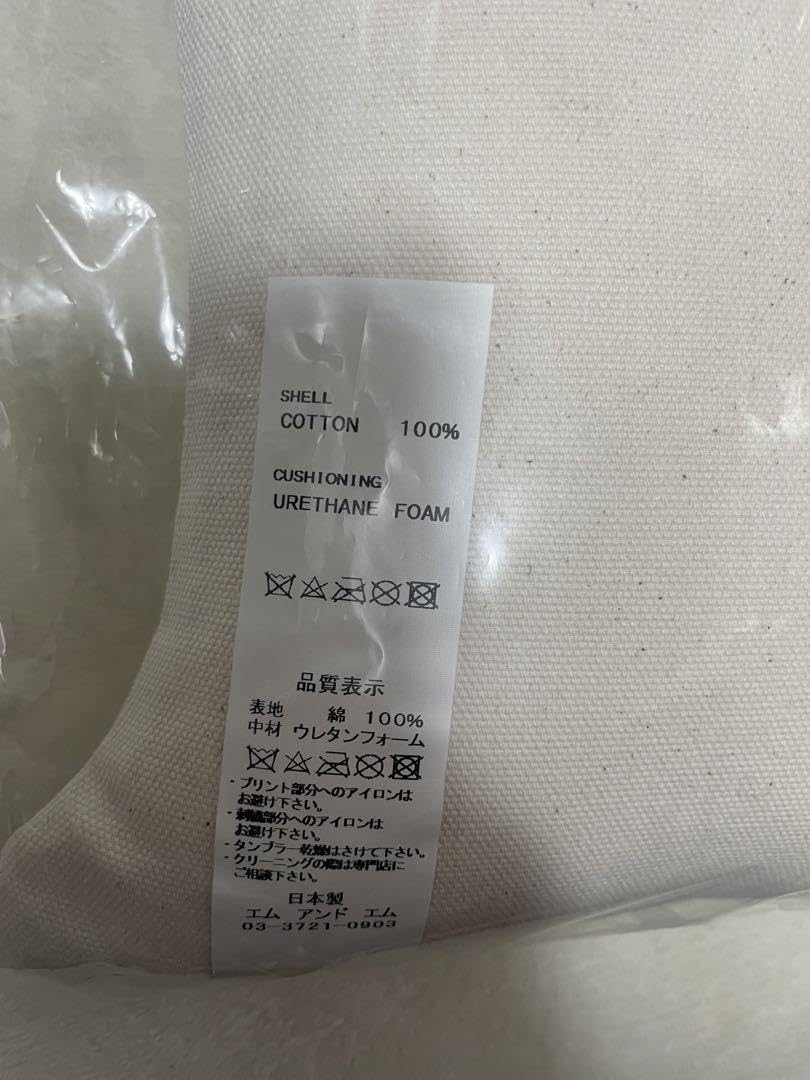 SHELL
COTTON 100%
CUSHIONING
URETHANE FOAM
品質表示
表地 綿 100%
中材 ウレタンフォーム
・プリント部分へのアイロンは
お避け下さい。
・刺繍部分へのアイロンは
お避け下さい。
・タンブラー乾燥はさけて下さい。
・クリーニングの際は専門店に
ご相談下さい。
日本製
エム アンド エム
03-3721-0903